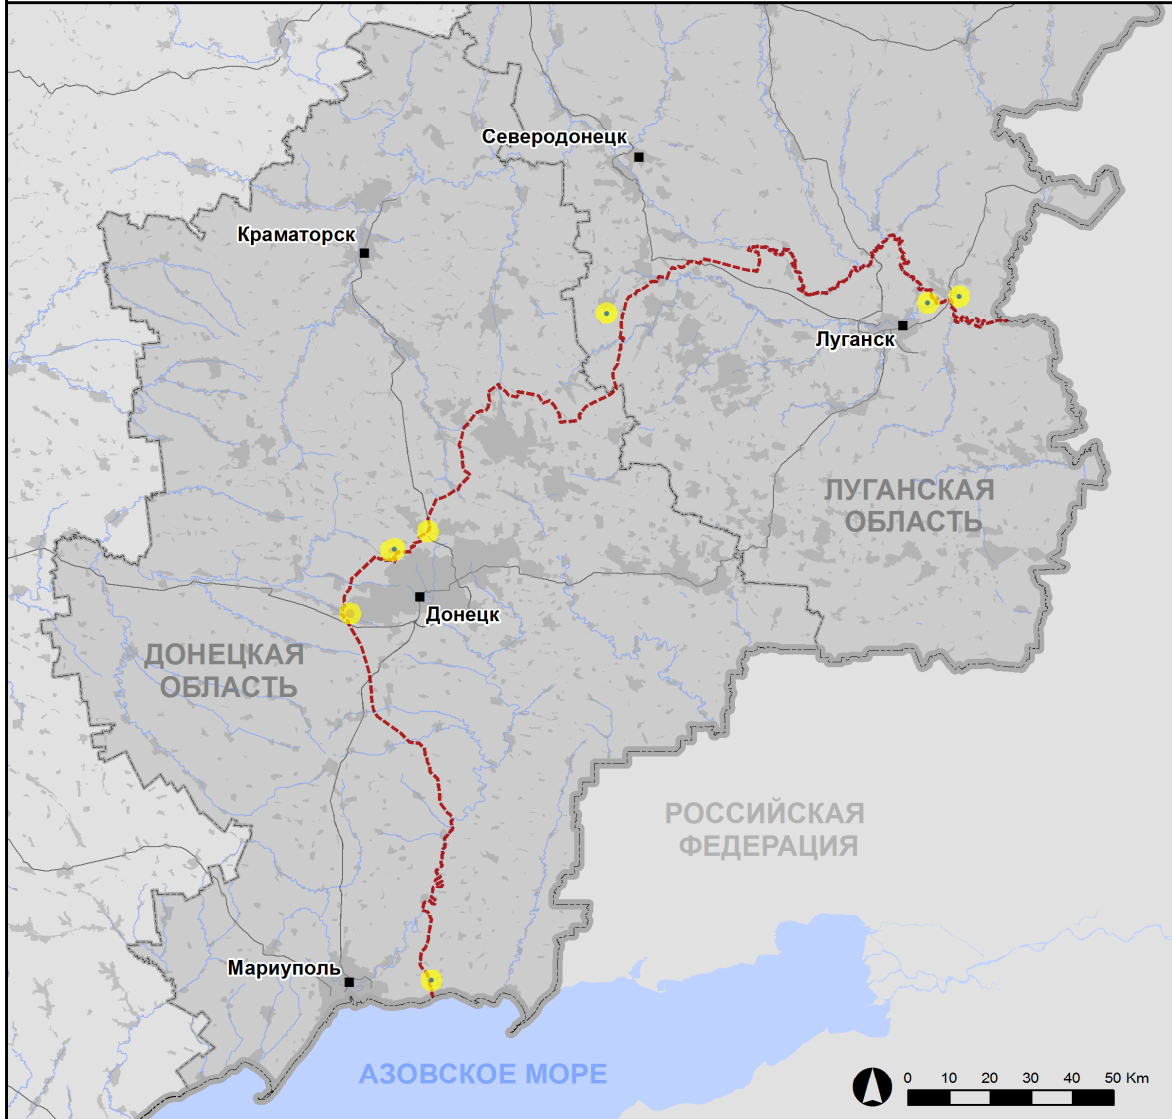 Северодонецк
Краматорск
Луганск
ЛУГАНСКАЯ
ОБЛАСТЬ
Донецк
ДОНЕЦКАЯ
ОБЛАСТЬ
РОССИЙСКАЯ
ФЕДЕРАЦИЯ
Мариуполь
АЗОВСКОЕ МОРЕ
0 10 20 30 40 50 Km